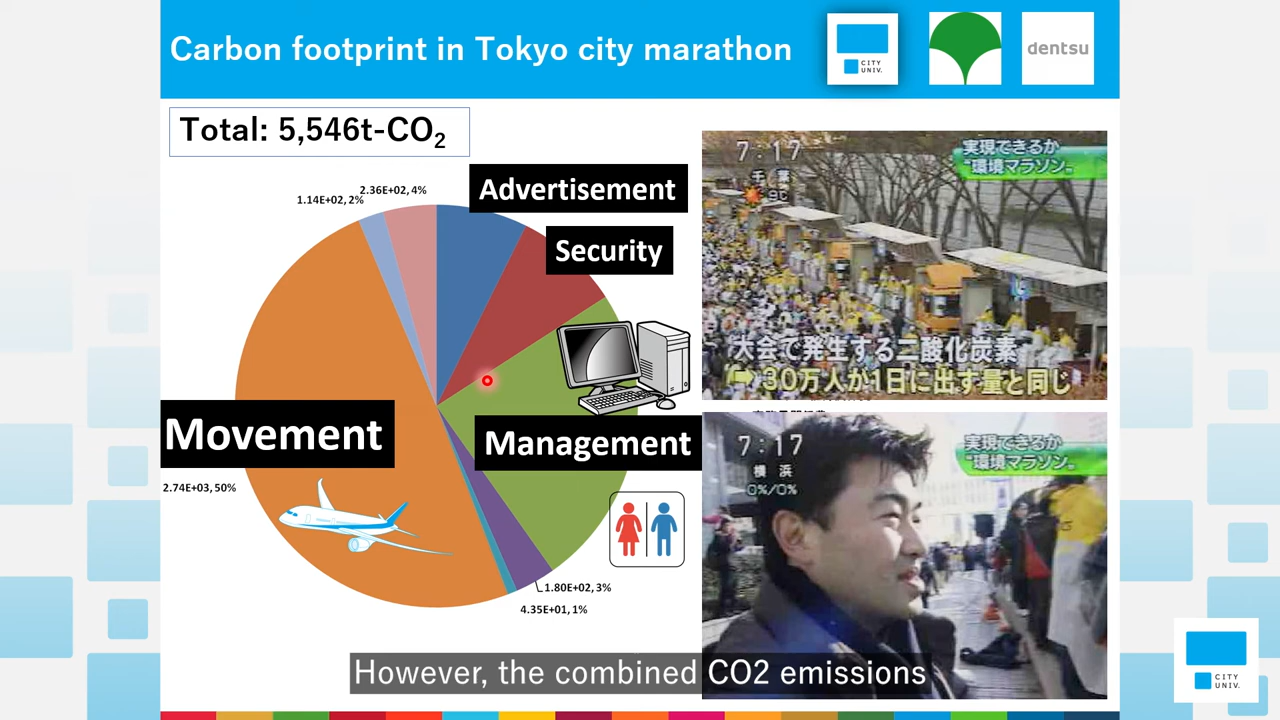 Carbon footprint in Tokyo city marathon
CITY
UNIV.
dentsu
Total: 5,546t-CO2
2.36E+02, 4%
1.14E+02, 2%
Advertisement
Security
Management
Movement
2.74E+03, 50%
1.80E+02, 3%
4.35E+01, 1%
7:17
千葉
実現できるか
“環境マラソン„
大会で発生する二酸化炭素
⇨30万人が1日に出す量と同じ
7:17
横浜
0%/0%
実現できるか
“環境マラソン„
However, the combined CO2 emissions
CITY
UNIV.